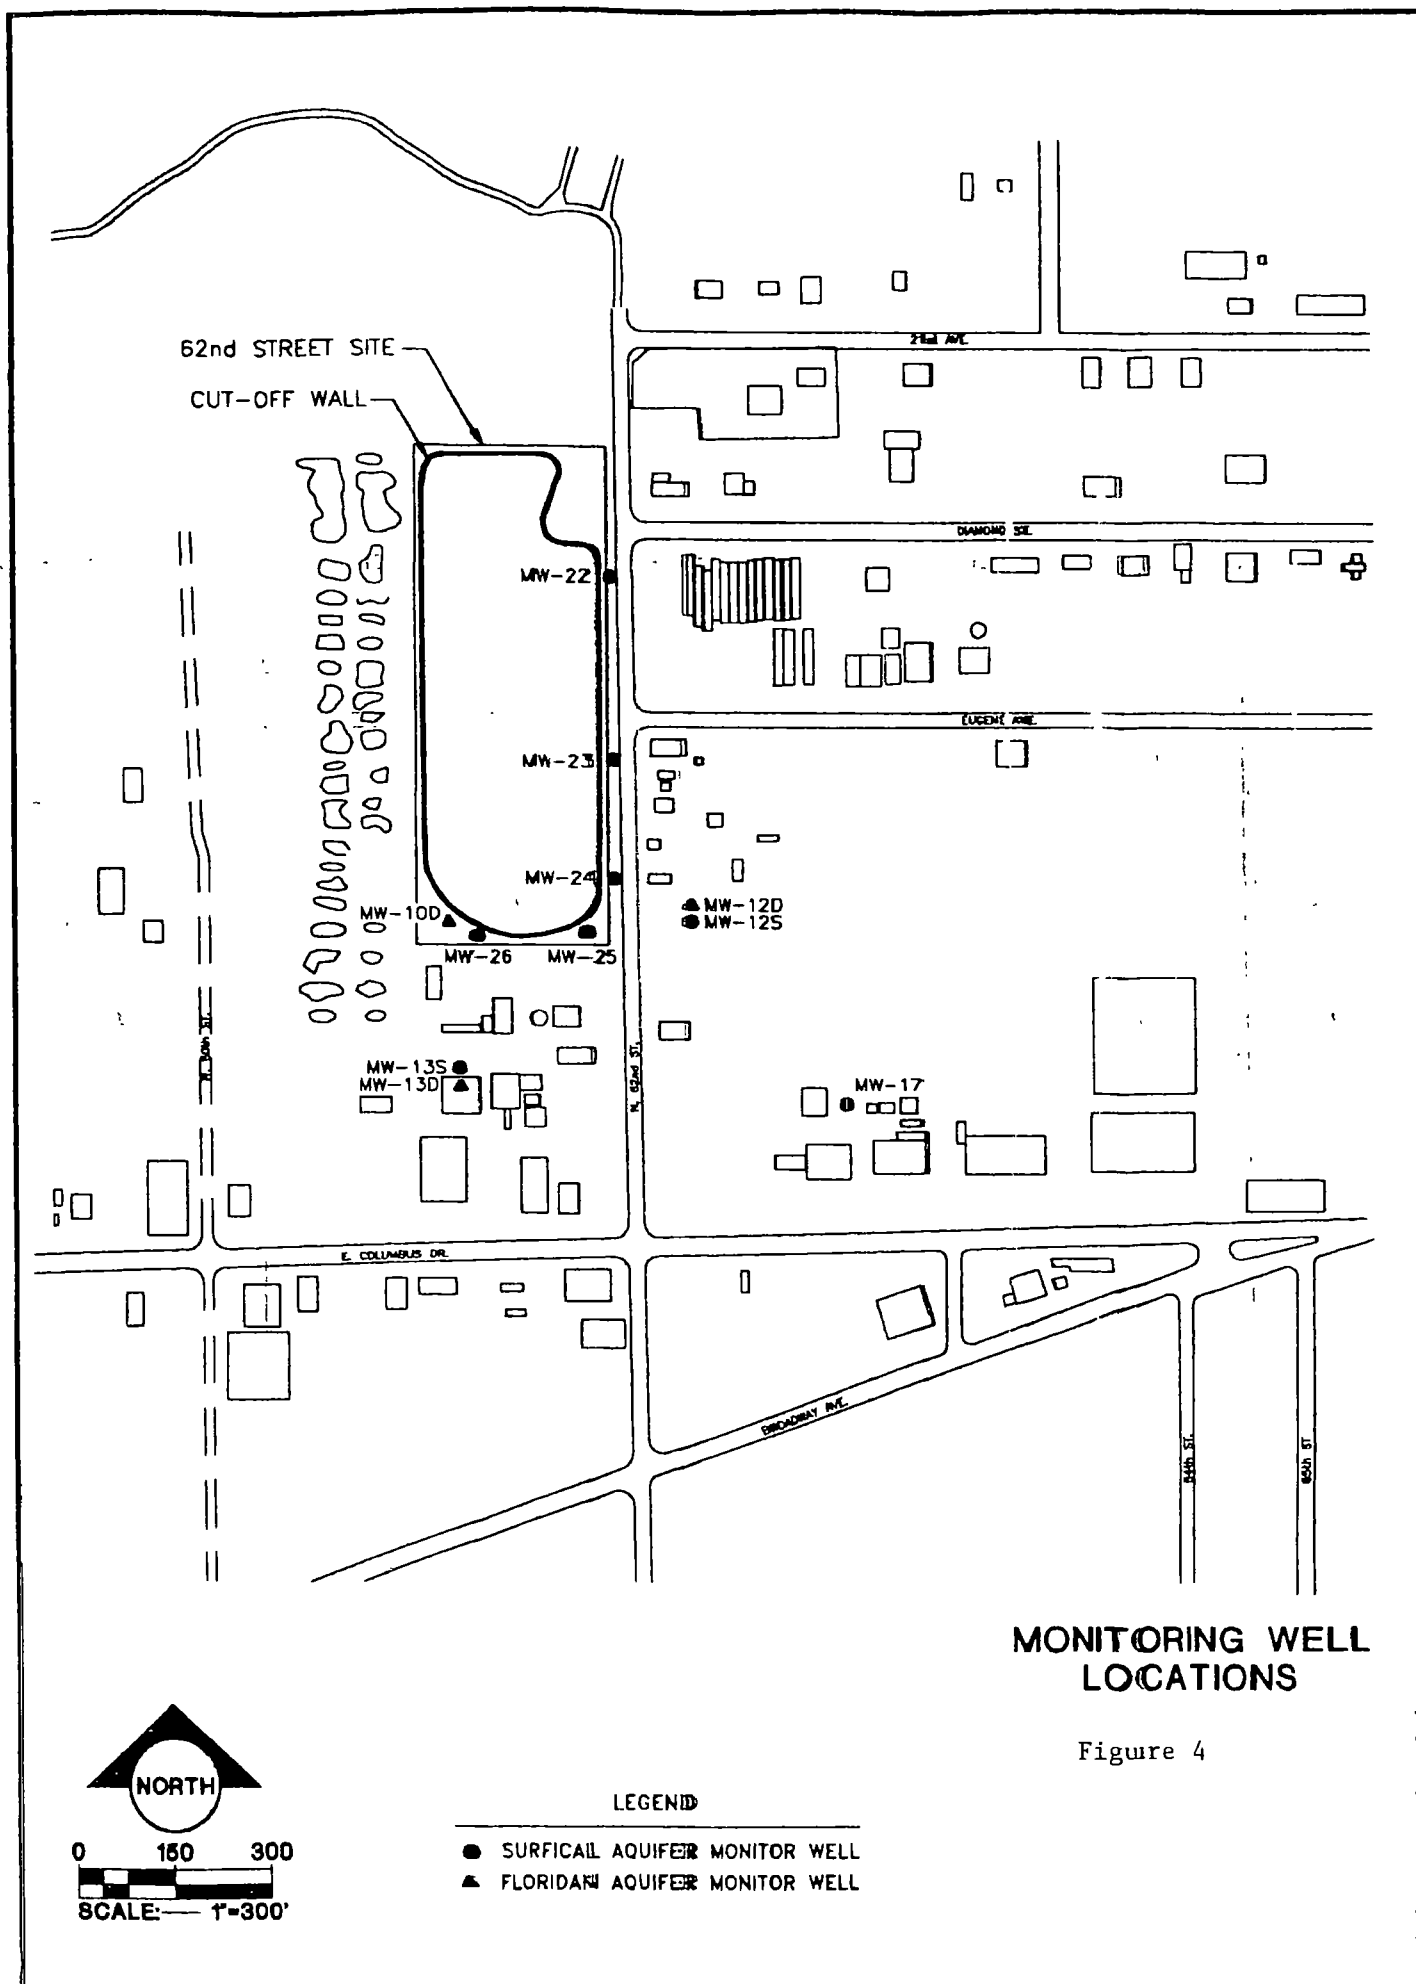 21st AVE.
62nd STREET SITE
CUT-OFF WALL
DIAMOND ST.
MW-22
EUGENE AVE.
MW-23
MW-24
MW-10D
MW-12D
MW-12S
MW-26
MW-25
N. 60th ST.
N. 62nd ST.
MW-13S
MW-13D
MW-17
E. COLUMBUS DR.
BROADWAY AVE.
64th ST.
65th ST
MONITORING WELL
LOCATIONS
Figure 4
NORTH
0 150 300
SCALE:— 1"=300'
LEGEND
SURFICAL AQUIFER MONITOR WELL
FLORIDAN AQUIFER MONITOR WELL